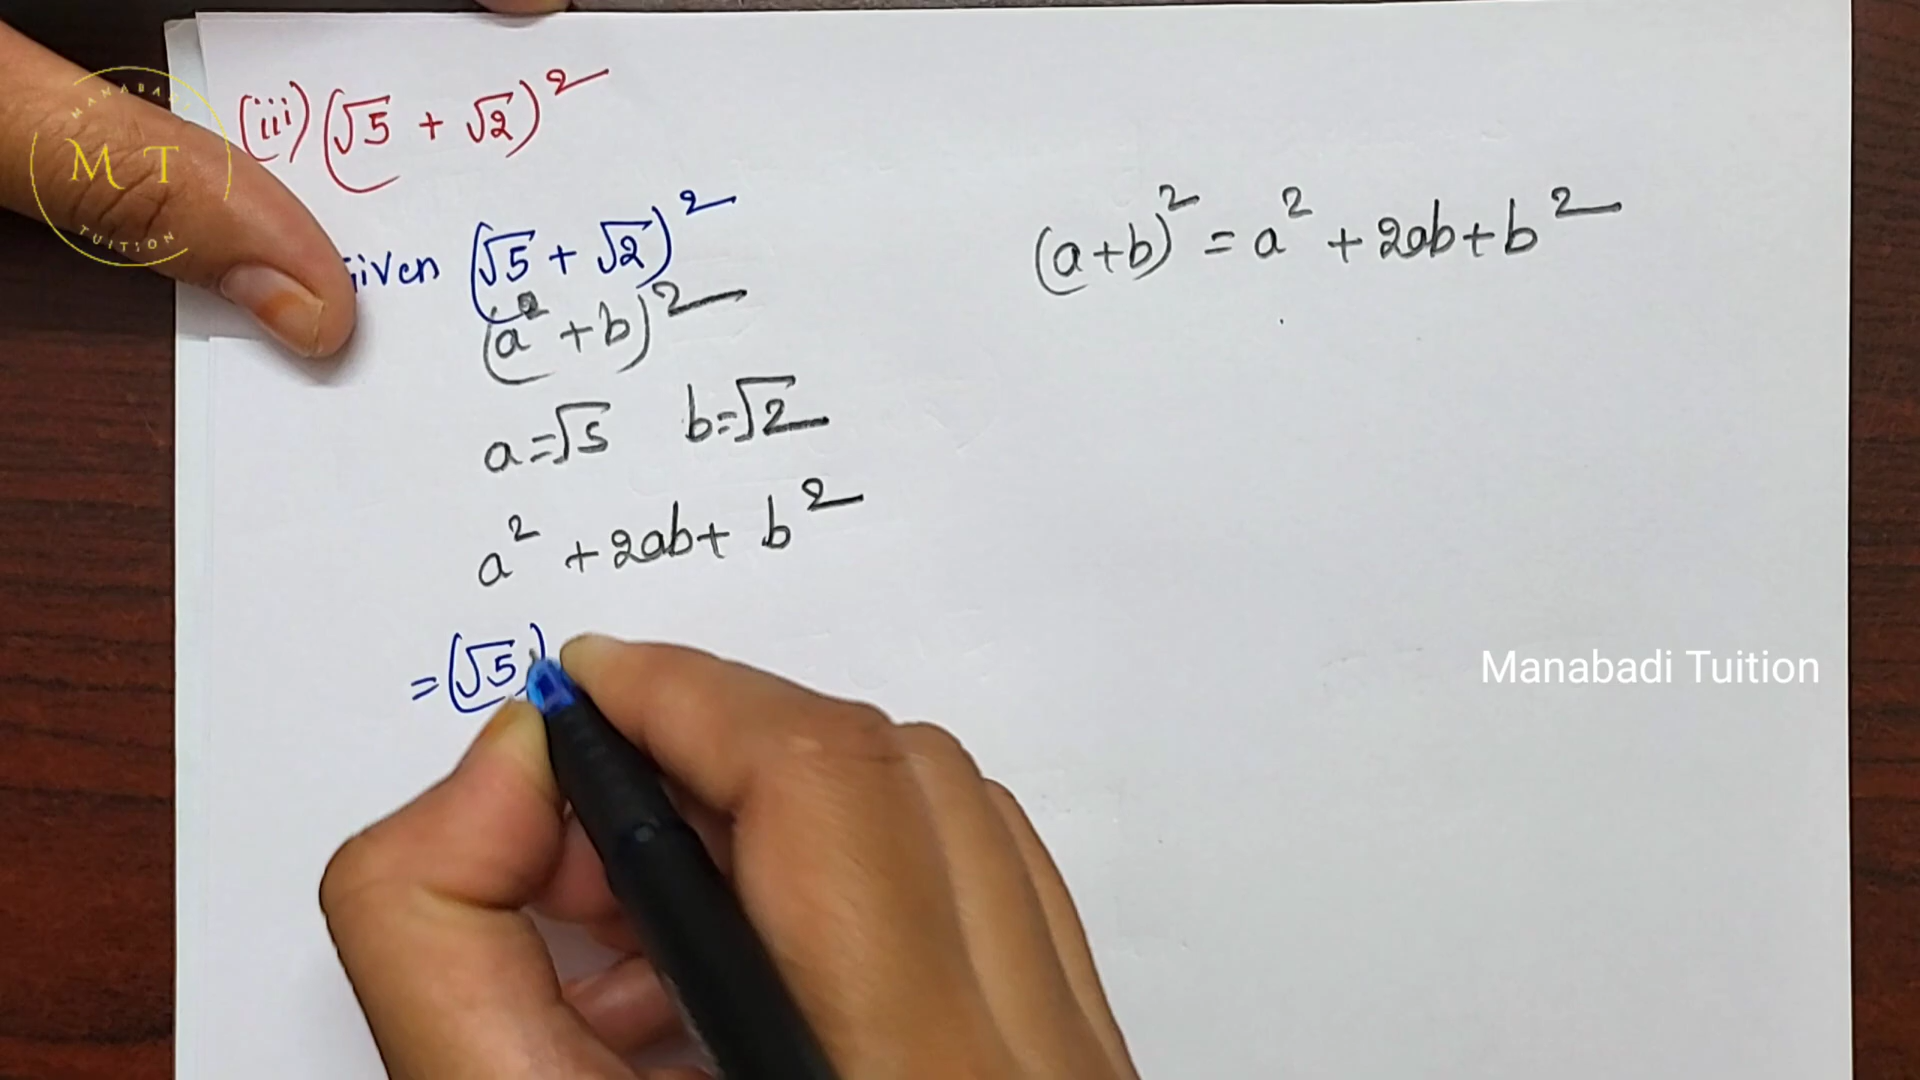 (iii) (√5 + √2)²
MANABADI
M T
TUITION
Given (√5 + √2)²
(a+b)² = a² + 2ab + b²
(a² + b)²
a = √5 b = √2
a² + 2ab + b²
= (√5)
Manabadi Tuition